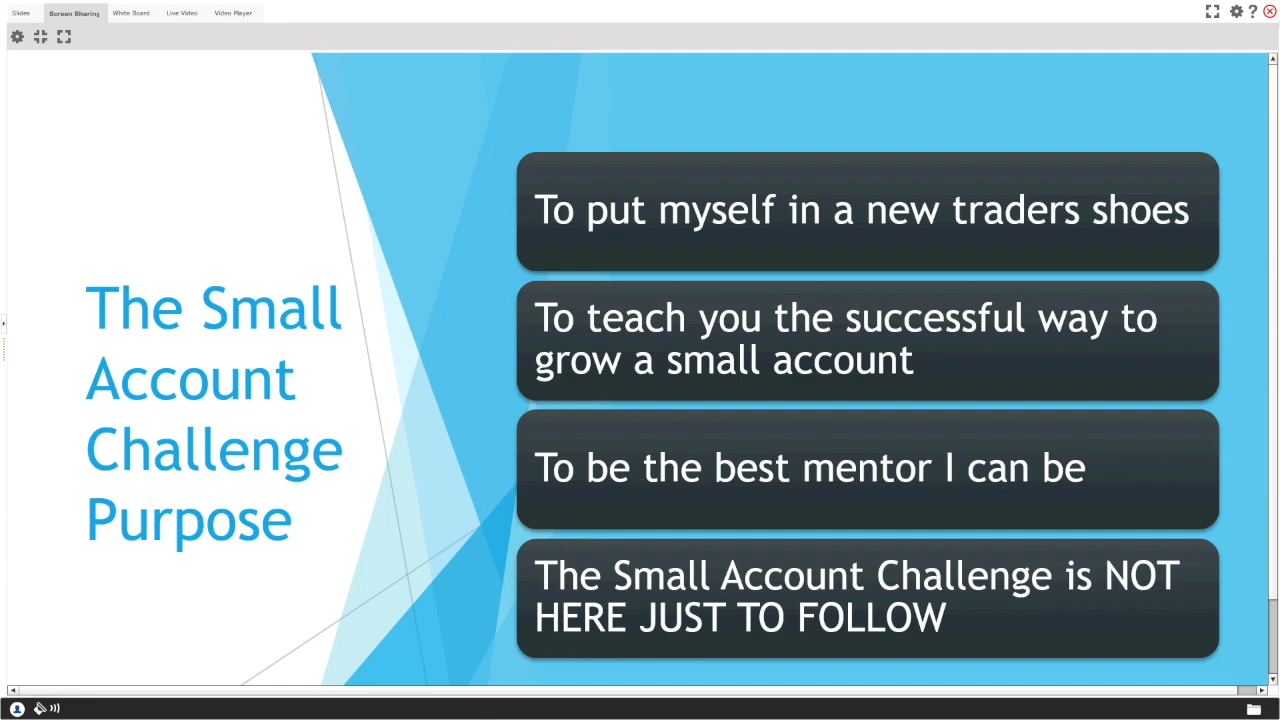 Slides Screen Sharing White Board Live Video Video Player
The Small
Account
Challenge
Purpose
To put myself in a new traders shoes
To teach you the successful way to
grow a small account
To be the best mentor I can be
The Small Account Challenge is NOT
HERE JUST TO FOLLOW